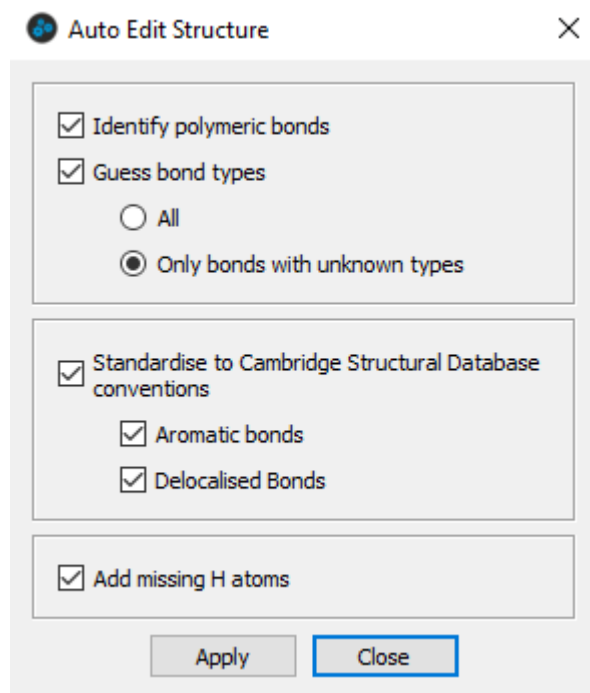 Auto Edit Structure
Identify polymeric bonds
Guess bond types
All
Only bonds with unknown types
Standardise to Cambridge Structural Database
conventions
Aromatic bonds
Delocalised Bonds
Add missing H atoms
Apply
Close